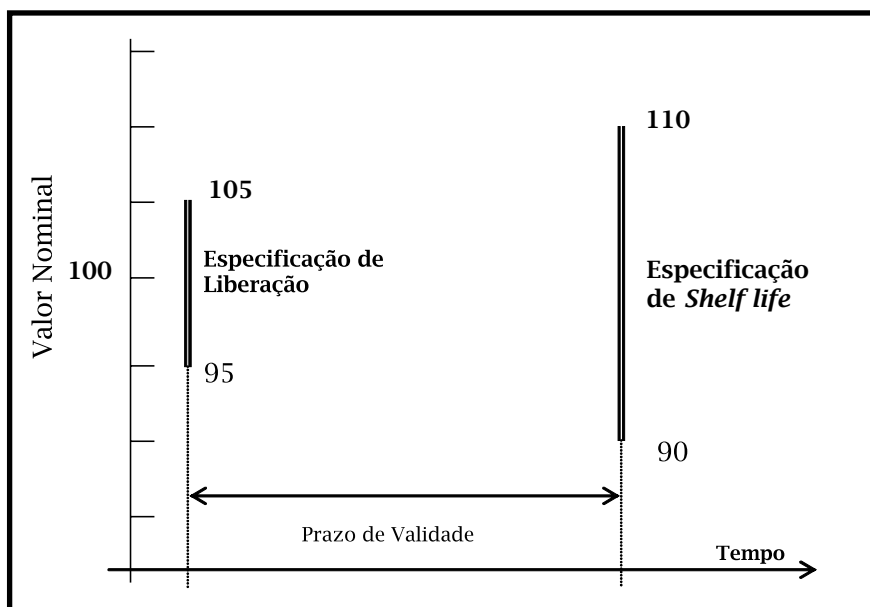 110
105
Especificação de
Liberação
Valor Nominal
100
Especificação
de Shelf life
95
90
Prazo de Validade
Tempo